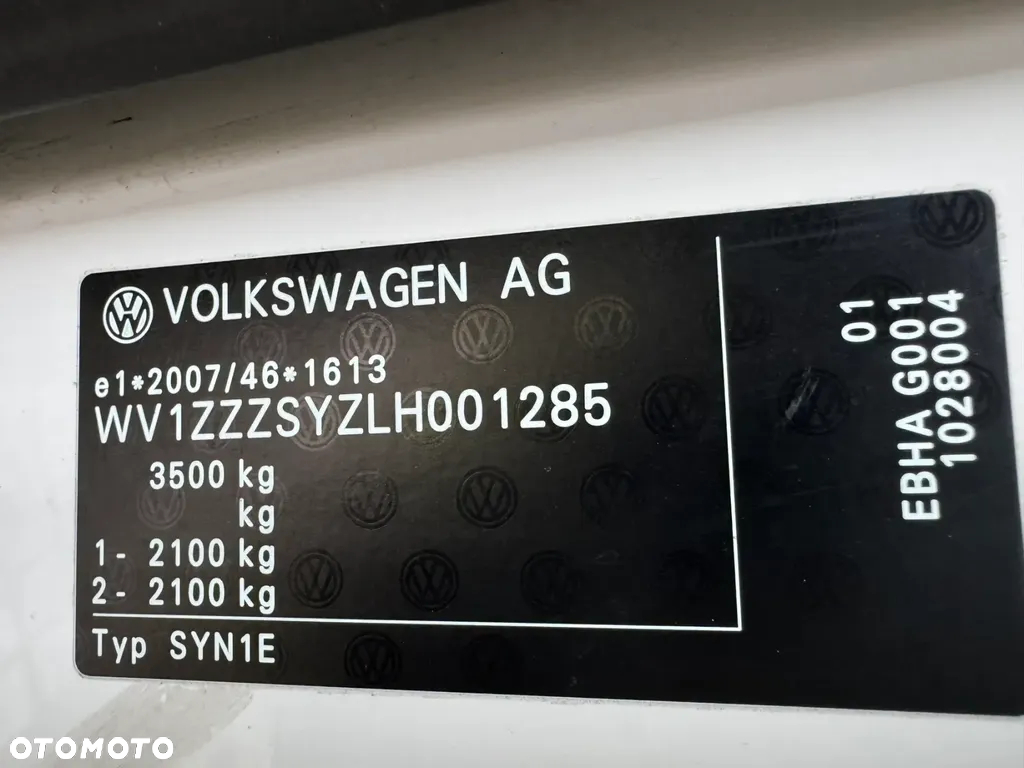 VOLKSWAGEN AG
e1*2007/46*1613
WV1ZZZSYZLH001285
3500 kg
kg
1- 2100 kg
2- 2100 kg
Typ SYN1E
01
EBHA G001
1028004
OTOMOTO